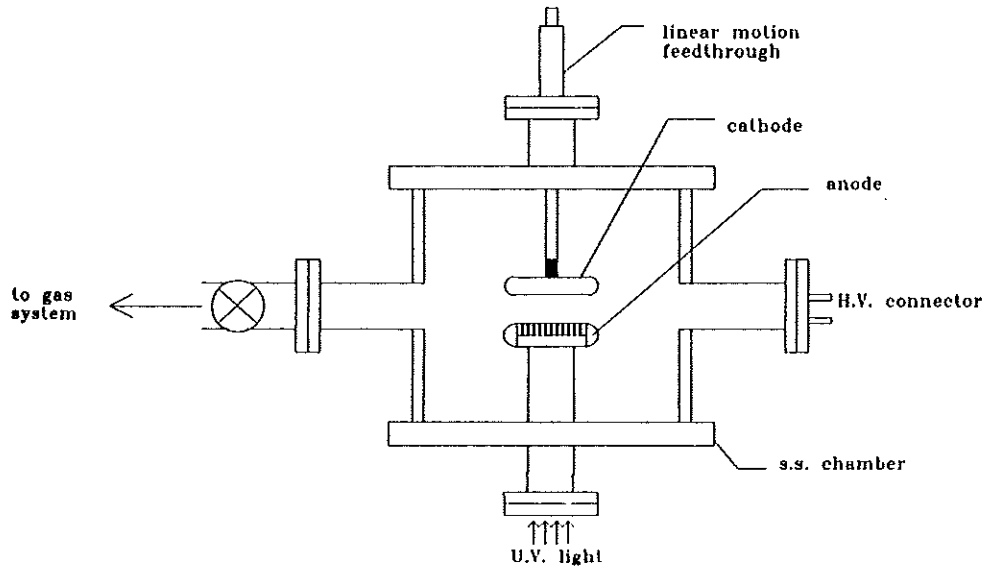 linear motion
feedthrough
cathode
anode
to gas
system
H.V. connector
s.s. chamber
U.V. light